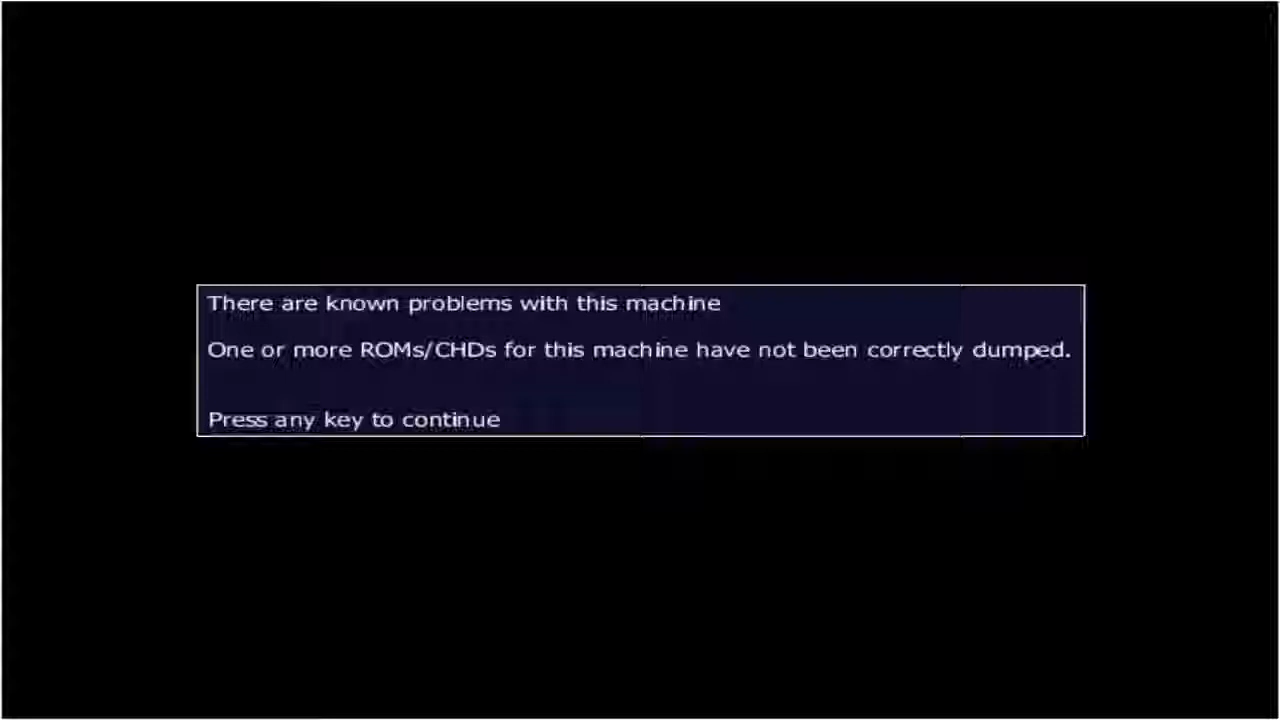 There are known problems with this machine
One or more ROMs/CHDs for this machine have not been correctly dumped.
Press any key to continue